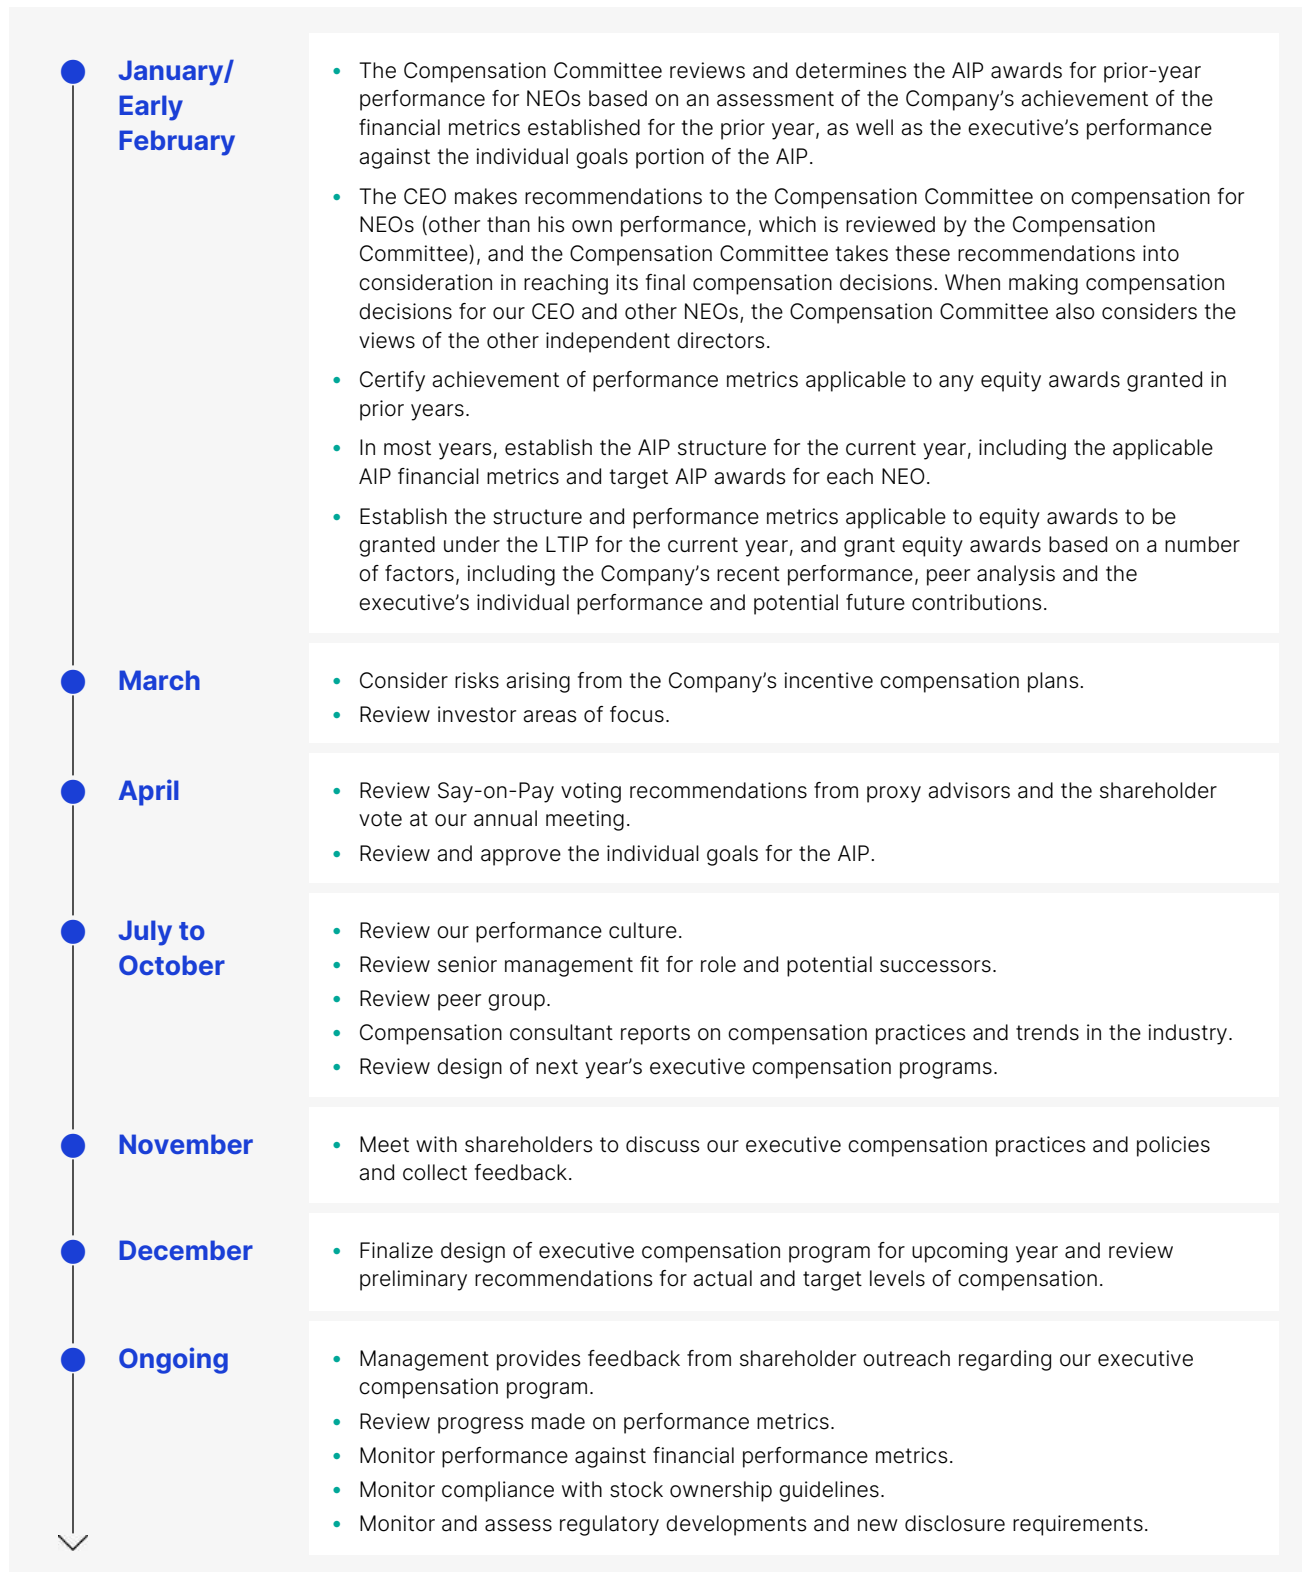 January/
Early
February
• The Compensation Committee reviews and determines the AIP awards for prior-year
performance for NEOs based on an assessment of the Company’s achievement of the
financial metrics established for the prior year, as well as the executive’s performance
against the individual goals portion of the AIP.
• The CEO makes recommendations to the Compensation Committee on compensation for
NEOs (other than his own performance, which is reviewed by the Compensation
Committee), and the Compensation Committee takes these recommendations into
consideration in reaching its final compensation decisions. When making compensation
decisions for our CEO and other NEOs, the Compensation Committee also considers the
views of the other independent directors.
• Certify achievement of performance metrics applicable to any equity awards granted in
prior years.
• In most years, establish the AIP structure for the current year, including the applicable
AIP financial metrics and target AIP awards for each NEO.
• Establish the structure and performance metrics applicable to equity awards to be
granted under the LTIP for the current year, and grant equity awards based on a number
of factors, including the Company’s recent performance, peer analysis and the
executive’s individual performance and potential future contributions.
March
• Consider risks arising from the Company’s incentive compensation plans.
• Review investor areas of focus.
April
• Review Say-on-Pay voting recommendations from proxy advisors and the shareholder
vote at our annual meeting.
• Review and approve the individual goals for the AIP.
July to
October
• Review our performance culture.
• Review senior management fit for role and potential successors.
• Review peer group.
• Compensation consultant reports on compensation practices and trends in the industry.
• Review design of next year’s executive compensation programs.
November
• Meet with shareholders to discuss our executive compensation practices and policies
and collect feedback.
December
• Finalize design of executive compensation program for upcoming year and review
preliminary recommendations for actual and target levels of compensation.
Ongoing
• Management provides feedback from shareholder outreach regarding our executive
compensation program.
• Review progress made on performance metrics.
• Monitor performance against financial performance metrics.
• Monitor compliance with stock ownership guidelines.
• Monitor and assess regulatory developments and new disclosure requirements.